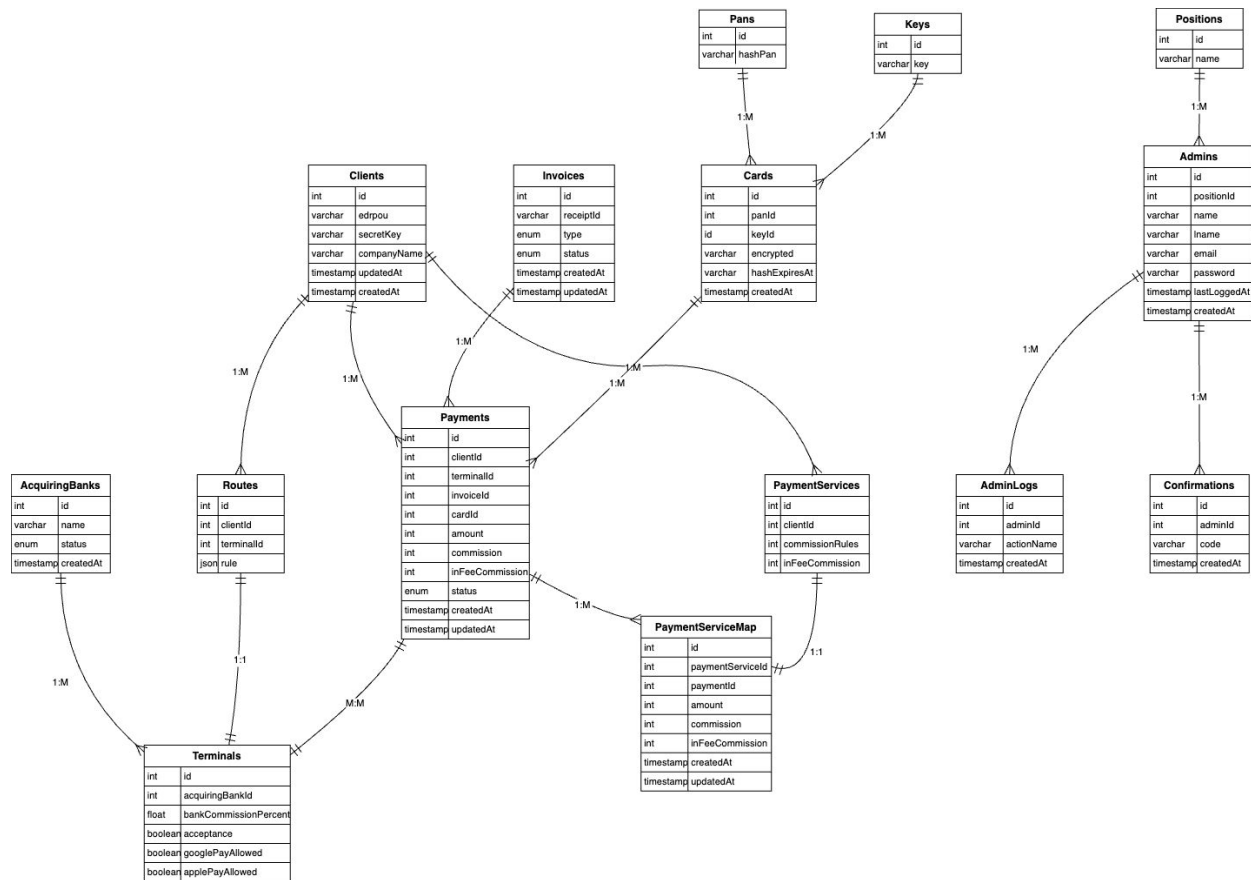 Pans
int id
varchar hashPan
Keys
int id
varchar key
Positions
int id
varchar name
1:M
1:M
1:M
Clients
int id
varchar edrpou
varchar secretKey
varchar companyName
timestamp updatedAt
timestamp createdAt
Invoices
int id
varchar receiptId
enum type
enum status
timestamp createdAt
timestamp updatedAt
Cards
int id
int panId
id keyId
varchar encrypted
varchar hashExpiresAt
timestamp createdAt
Admins
int id
int positionId
varchar name
varchar lname
varchar email
varchar password
timestamp lastLoggedAt
timestamp createdAt
1:M
1:M
1:M
1:M
1:M
1:M
1:M
Payments
int id
int clientId
int terminalId
int invoiceId
int cardId
int amount
int commission
int inFeeCommission
enum status
timestamp createdAt
timestamp updatedAt
AcquiringBanks
int id
varchar name
enum status
timestamp createdAt
Routes
int id
int clientId
int terminalId
json rule
PaymentServices
int id
int clientId
int commissionRules
int inFeeCommission
AdminLogs
int id
int adminId
varchar actionName
timestamp createdAt
Confirmations
int id
int adminId
varchar code
timestamp createdAt
1:M
1:M
1:1
M:M
1:1
PaymentServiceMap
int id
int paymentServiceId
int paymentId
int amount
int commission
int inFeeCommission
timestamp createdAt
timestamp updatedAt
Terminals
int id
int acquiringBankId
float bankCommissionPercent
boolean acceptance
boolean googlePayAllowed
boolean applePayAllowed